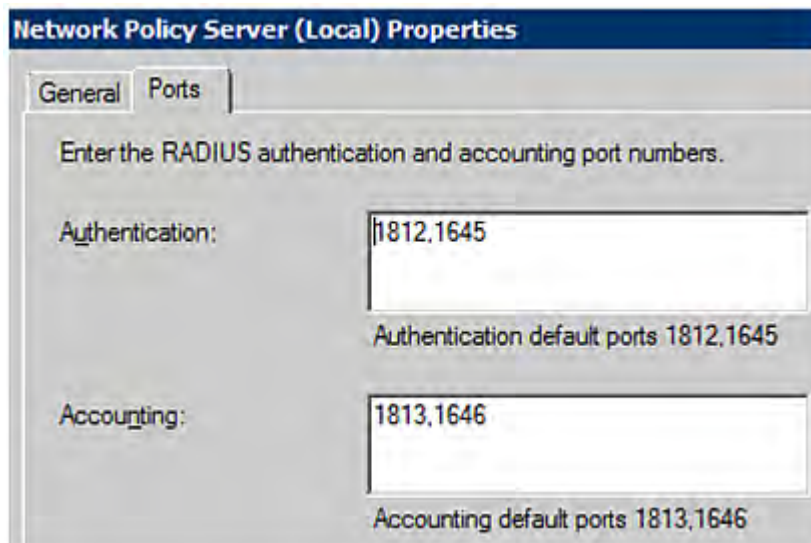 Network Policy Server (Local) Properties
General Ports
Enter the RADIUS authentication and accounting port numbers.
Authentication: 1812,1645
Authentication default ports 1812,1645
Accounting: 1813,1646
Accounting default ports 1813,1646